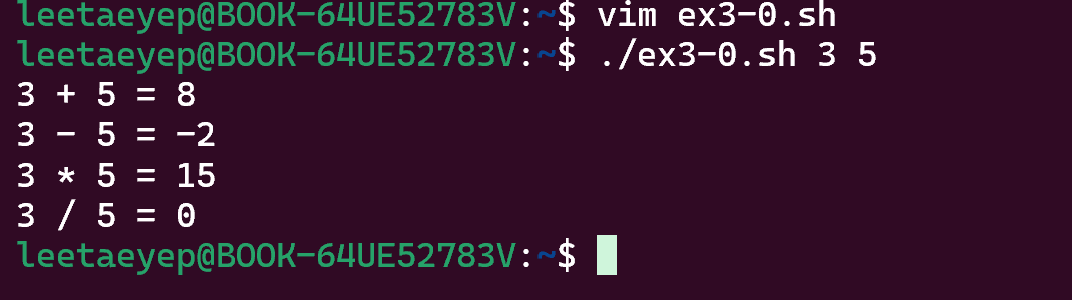 leetaeyep@BOOK-64UE52783V:~$ vim ex3-0.sh
leetaeyep@BOOK-64UE52783V:~$ ./ex3-0.sh 3 5
3 + 5 = 8
3 - 5 = -2
3 * 5 = 15
3 / 5 = 0
leetaeyep@BOOK-64UE52783V:~$